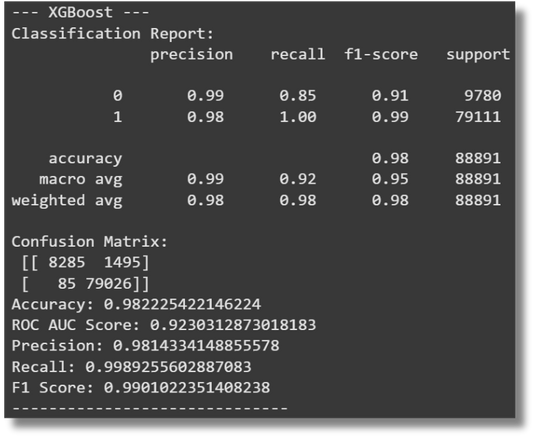 --- XGBoost ---
Classification Report:
              precision    recall  f1-score   support

           0       0.99      0.85      0.91      9780
           1       0.98      1.00      0.99     79111

    accuracy                           0.98     88891
   macro avg       0.99      0.92      0.95     88891
weighted avg       0.98      0.98      0.98     88891

Confusion Matrix:
 [[ 8285  1495]
 [   85 79026]]
Accuracy: 0.982225422146224
ROC AUC Score: 0.9230312873018183
Precision: 0.9814334148855578
Recall: 0.9989255602887083
F1 Score: 0.9901022351408238
------------------------------